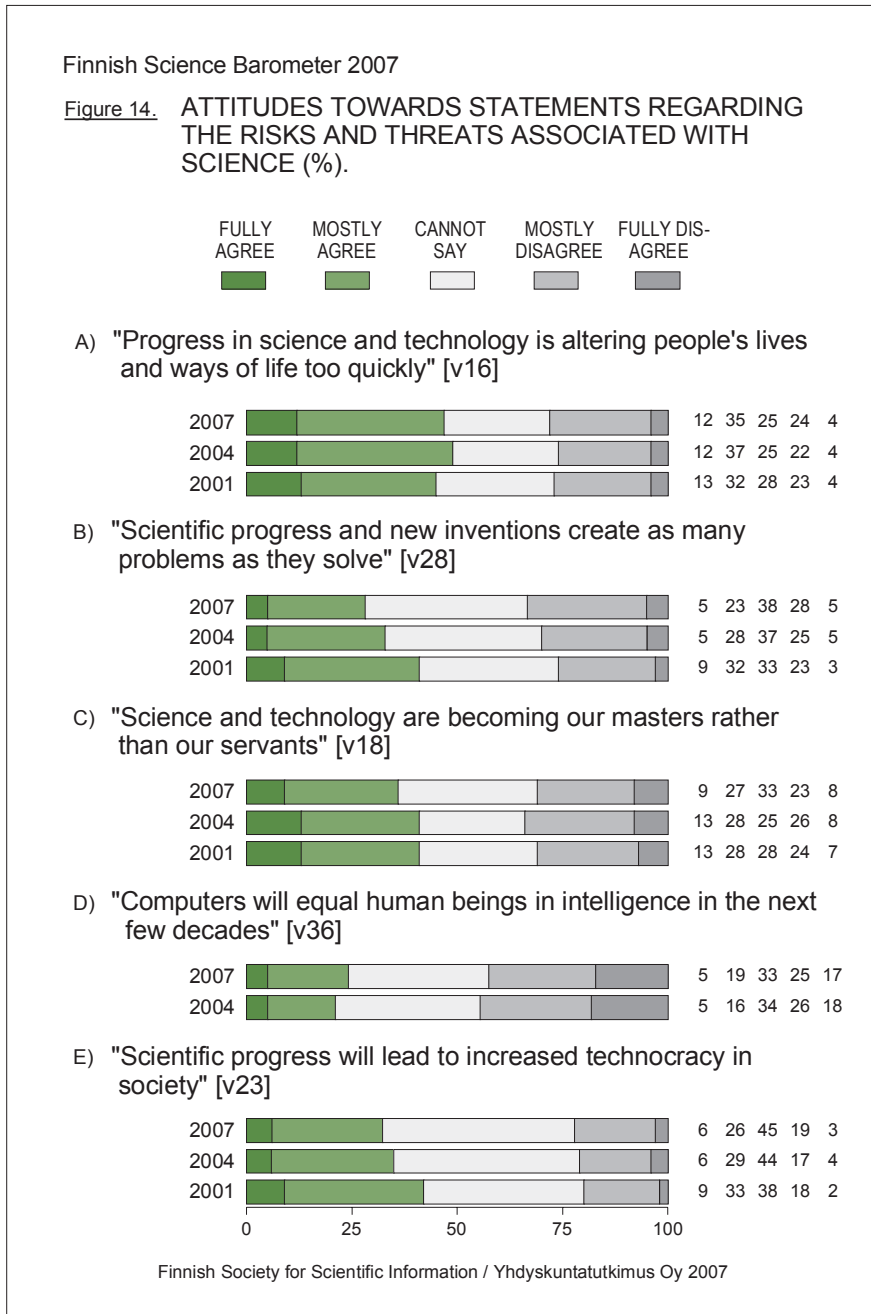 Finnish Science Barometer 2007
Figure 14. ATTITUDES TOWARDS STATEMENTS REGARDING
THE RISKS AND THREATS ASSOCIATED WITH
SCIENCE (%).
FULLY AGREE MOSTLY AGREE CANNOT SAY MOSTLY DISAGREE FULLY DIS-AGREE
A) "Progress in science and technology is altering people's lives
and ways of life too quickly" [v16]
2007 12 35 25 24 4
2004 12 37 25 22 4
2001 13 32 28 23 4
B) "Scientific progress and new inventions create as many
problems as they solve" [v28]
2007 5 23 38 28 5
2004 5 28 37 25 5
2001 9 32 33 23 3
C) "Science and technology are becoming our masters rather
than our servants" [v18]
2007 9 27 33 23 8
2004 13 28 25 26 8
2001 13 28 28 24 7
D) "Computers will equal human beings in intelligence in the next
few decades" [v36]
2007 5 19 33 25 17
2004 5 16 34 26 18
E) "Scientific progress will lead to increased technocracy in
society" [v23]
2007 6 26 45 19 3
2004 6 29 44 17 4
2001 9 33 38 18 2
0 25 50 75 100
Finnish Society for Scientific Information / Yhdyskuntatutkimus Oy 2007